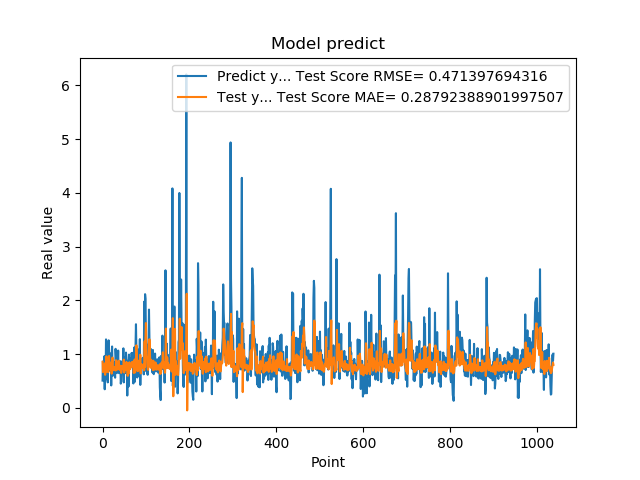 Model predict
Predict y... Test Score RMSE= 0.471397694316
Test y... Test Score MAE= 0.28792388901997507
Real value
6
5
4
3
2
1
0
0 200 400 600 800 1000
Point